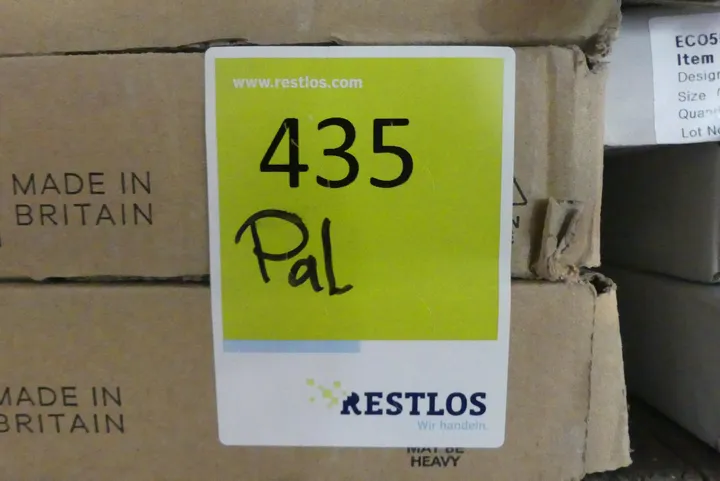 www.restlos.com
435
Pal
RESTLOS
Wir handeln.
MADE IN
BRITAIN
MADE IN
BRITAIN
MAY BE
HEAVY
Item
Size
Lot